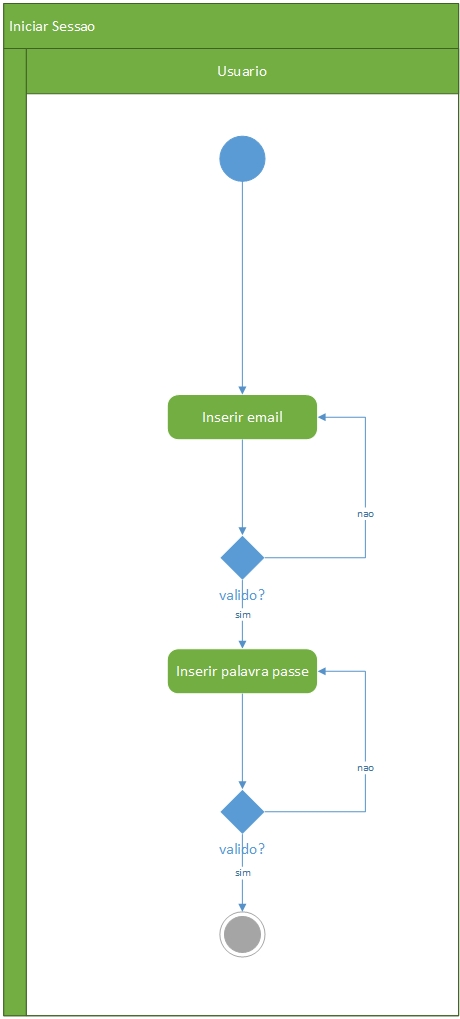 Iniciar Sessao
Usuario
Inserir email
nao
valido?
sim
Inserir palavra passe
nao
valido?
sim